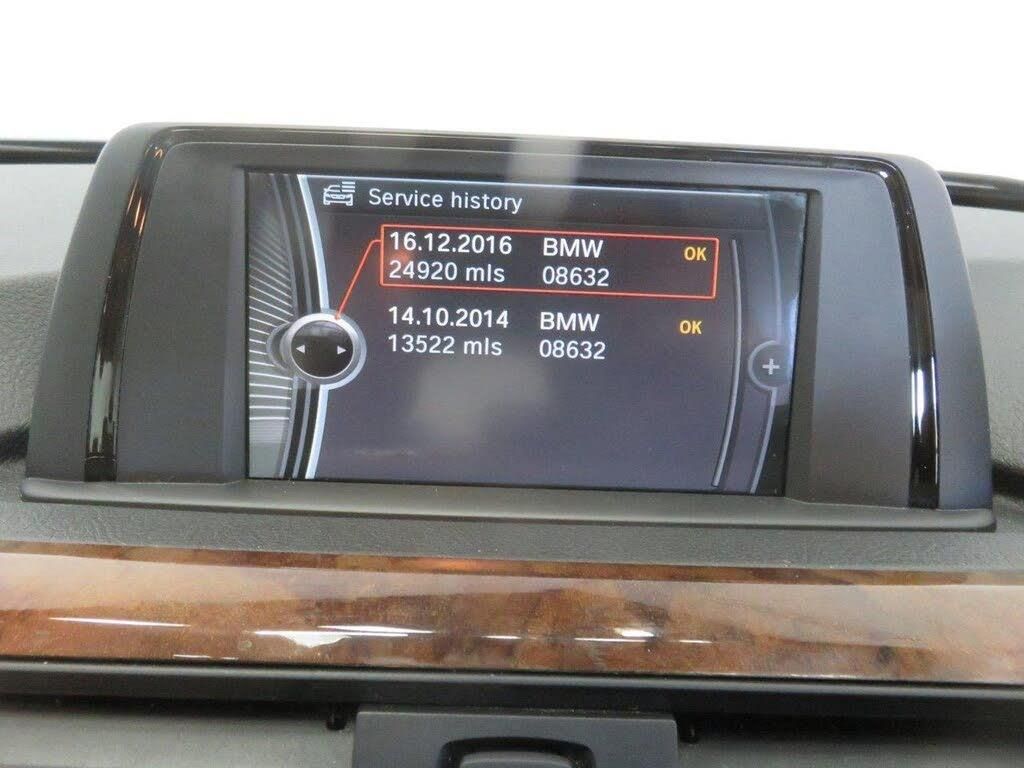 Service history
16.12.2016 BMW OK
24920 mls 08632
14.10.2014 BMW OK
13522 mls 08632
+